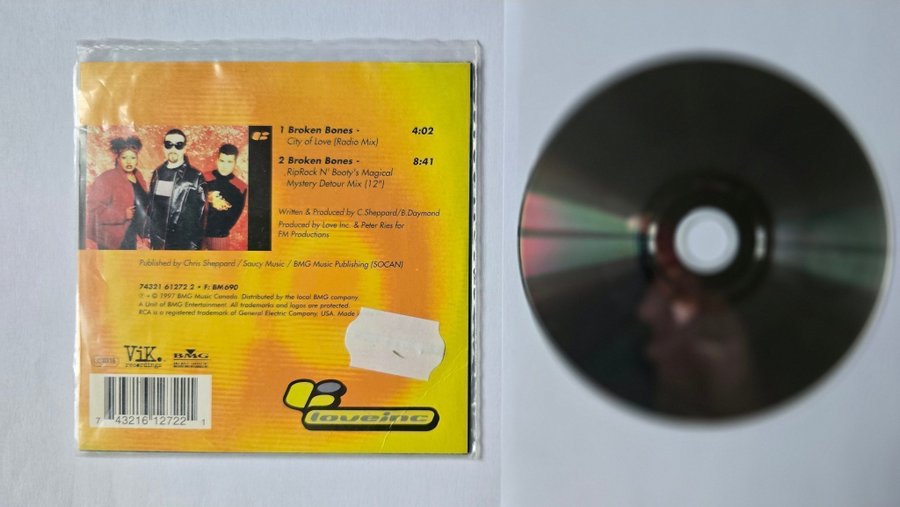 1 Broken Bones - 4:02
City of Love (Radio Mix)
2 Broken Bones - 8:41
RipRock N' Booty's Magical
Mystery Detour Mix (12")
Written & Produced by C.Sheppard/B.Daymond
Produced by Love Inc. & Peter Ries for
FM Productions
Published by Chris Sheppard / Saucy Music / BMG Music Publishing (SOCAN)
74321 61272 2 • F: BM690
℗ + © 1997 BMG Music Canada. Distributed by the local BMG company.
A Unit of BMG Entertainment. All trademarks and logos are protected.
RCA is a registered trademark of General Electric Company, USA. Made
ViK.
recordings
BMG
7 43216 12722 1
loveinc